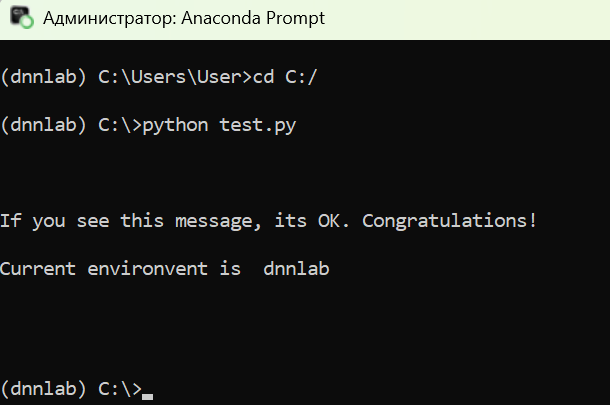 Администратор: Anaconda Prompt
(dnnlab) C:\Users\User>cd C:/
(dnnlab) C:\>python test.py
If you see this message, its OK. Congratulations!
Current environvent is  dnnlab
(dnnlab) C:\>